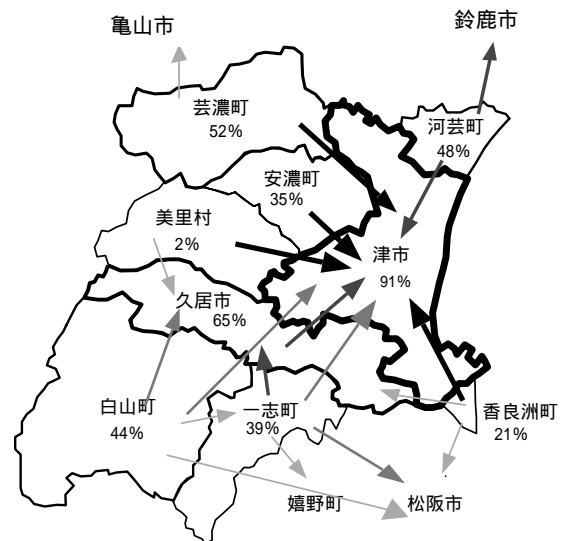 亀山市
鈴鹿市
芸濃町
52%
河芸町
48%
安濃町
35%
美里村
2%
津市
91%
久居市
65%
白山町
44%
一志町
39%
香良洲町
21%
嬉野町
松阪市